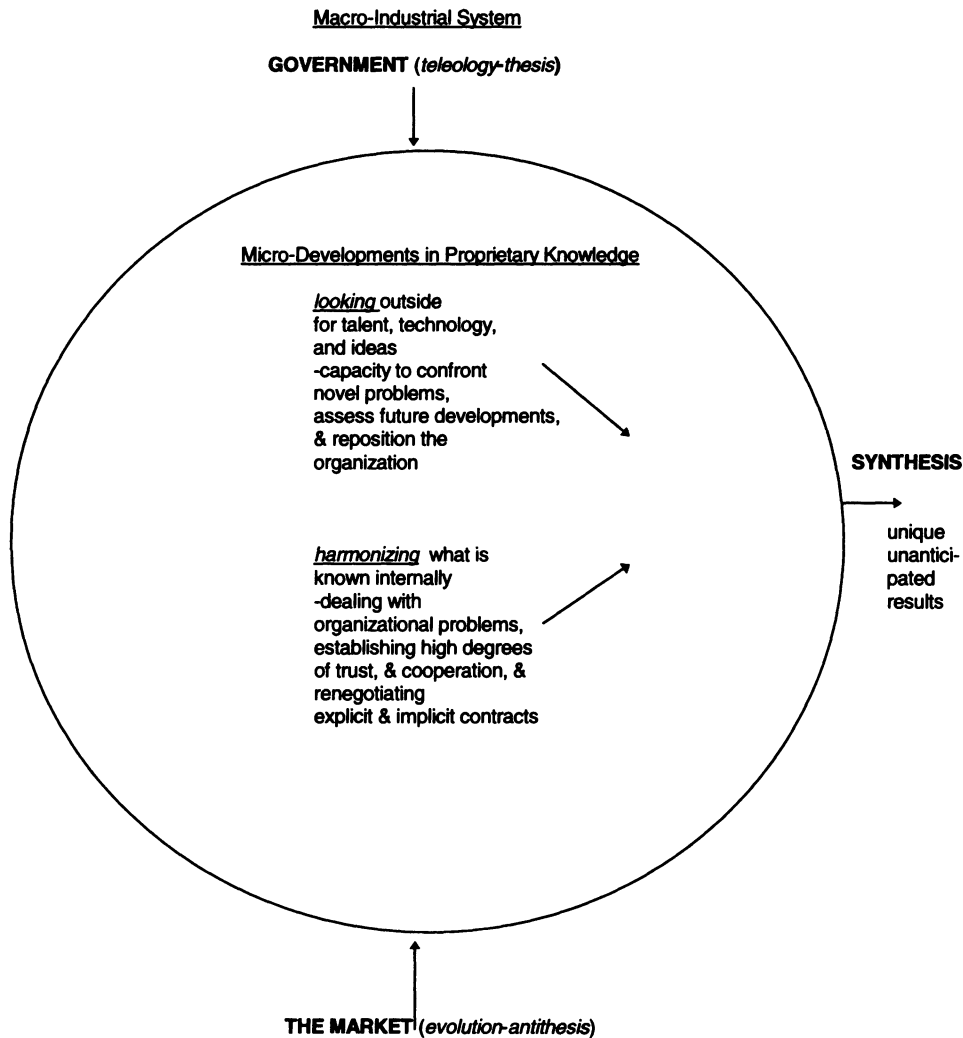 Macro-Industrial System
GOVERNMENT (teleology-thesis)
Micro-Developments in Proprietary Knowledge
looking outside
for talent, technology,
and ideas
-capacity to confront
novel problems,
assess future developments,
& reposition the
organization
SYNTHESIS
unique
unantici-
pated
results
harmonizing what is
known internally
-dealing with
organizational problems,
establishing high degrees
of trust, & cooperation, &
renegotiating
explicit & implicit contracts
THE MARKET (evolution-antithesis)